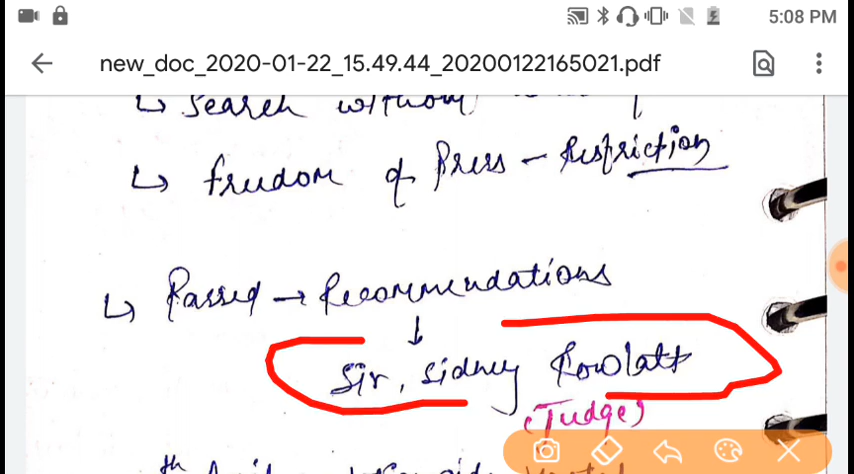 5:08 PM
new_doc_2020-01-22_15.49.44_20200122165021.pdf
↳ Search without
↳ freedom of Press – Restriction
↳ Passed → Recommendations
↓
Sir, Sidney Rowlatt
(Judge)
th